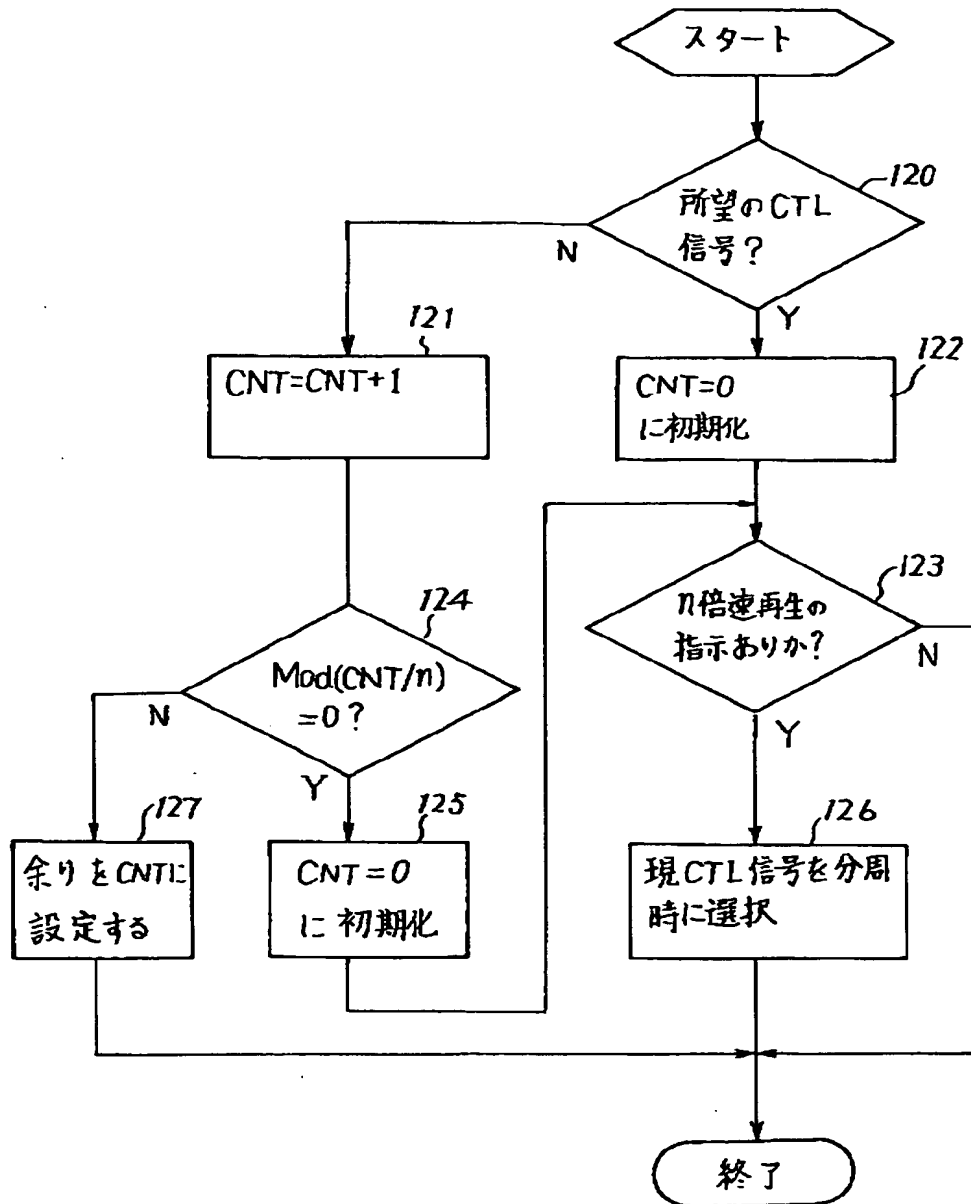 スタート
120
所望のCTL
信号?
N
Y
121
CNT=CNT+1
122
CNT=0
に初期化
123
n倍速再生の
指示ありか?
N
Y
124
Mod(CNT/n)
=0?
N
Y
127
余りをCNTに
設定する
125
CNT=0
に初期化
126
現CTL信号を分周
時に選択
終了